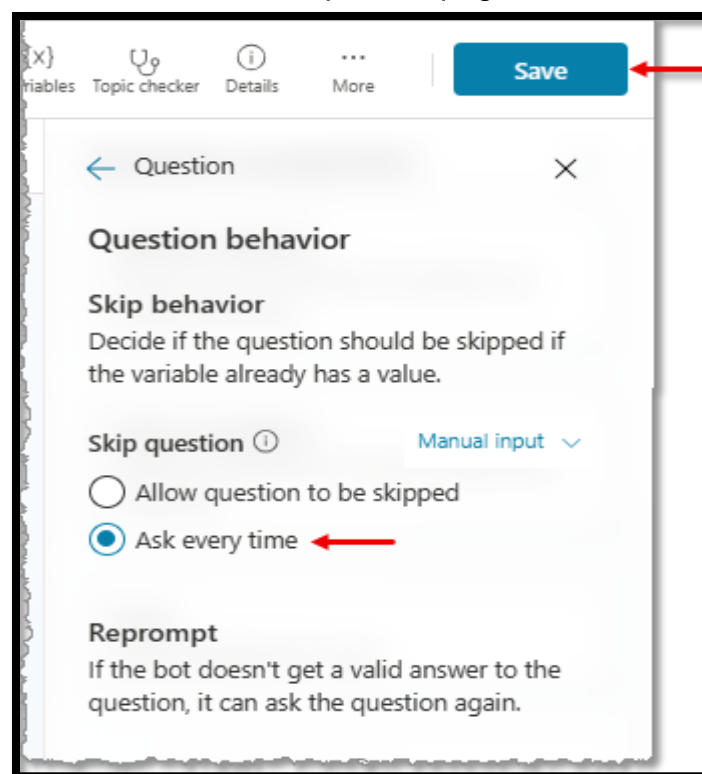 {x}
riables Topic checker Details More Save
Question
Question behavior
Skip behavior
Decide if the question should be skipped if
the variable already has a value.
Skip question Manual input
Allow question to be skipped
Ask every time
Reprompt
If the bot doesn't get a valid answer to the
question, it can ask the question again.